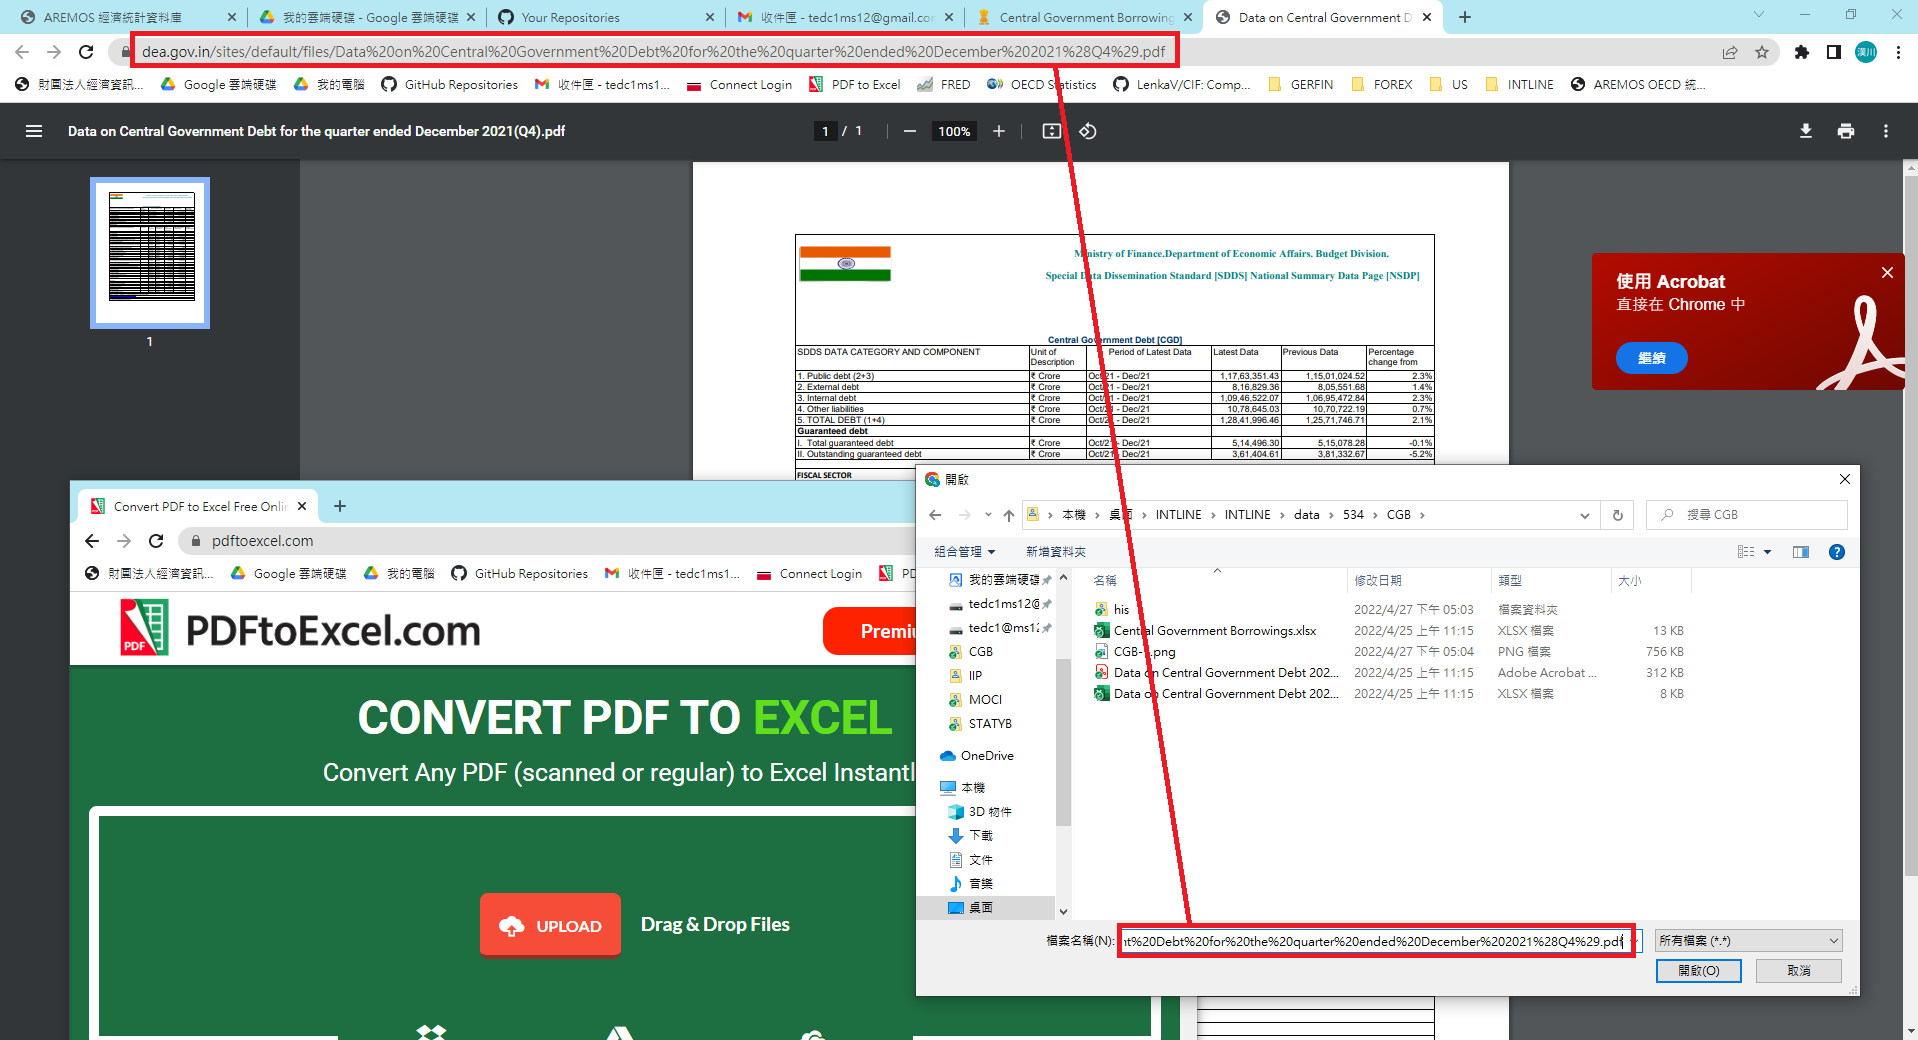 AREMOS 經濟統計資料庫
我的雲端硬碟 - Google 雲端硬碟
Your Repositories
收件匣 - tedc1ms12@gmail.com
Central Government Borrowing
Data on Central Government D
dea.gov.in/sites/default/files/Data%20on%20Central%20Government%20Debt%20for%20the%20quarter%20ended%20December%202021%28Q4%29.pdf
漢川
財團法人經濟資訊...
Google 雲端硬碟
我的電腦
GitHub Repositories
收件匣 - tedc1ms1...
Connect Login
PDF to Excel
FRED
OECD Statistics
LenkaV/CIF: Comp...
GERFIN
FOREX
US
INTLINE
AREMOS OECD 統...
Data on Central Government Debt for the quarter ended December 2021(Q4).pdf
1 / 1
100%
1
Ministry of Finance.Department of Economic Affairs. Budget Division.
Special Data Dissemination Standard [SDDS] National Summary Data Page [NSDP]
Central Government Debt [CGD]
SDDS DATA CATEGORY AND COMPONENT Unit of Description Period of Latest Data Latest Data Previous Data Percentage change from
1. Public debt (2+3) ₹ Crore Oct/21 - Dec/21 1,17,63,351.43 1,15,01,024.52 2.3%
2. External debt ₹ Crore Oct/21 - Dec/21 8,16,829.36 8,05,551.68 1.4%
3. Internal debt ₹ Crore Oct/21 - Dec/21 1,09,46,522.07 1,06,95,472.84 2.3%
4. Other liabilities ₹ Crore Oct/21 - Dec/21 10,78,645.03 10,70,722.19 0.7%
5. TOTAL DEBT (1+4) ₹ Crore Oct/21 - Dec/21 1,28,41,996.46 1,25,71,746.71 2.1%
Guaranteed debt
I. Total guaranteed debt ₹ Crore Oct/21 - Dec/21 5,14,496.30 5,15,078.28 -0.1%
II. Outstanding guaranteed debt ₹ Crore Oct/21 - Dec/21 3,61,404.61 3,81,332.67 -5.2%
FISCAL SECTOR
使用 Acrobat
直接在 Chrome 中
繼續
Convert PDF to Excel Free Onlin
pdftoexcel.com
財團法人經濟資訊...
Google 雲端硬碟
我的電腦
GitHub Repositories
收件匣 - tedc1ms1...
Connect Login
PD
PDF
PDFtoExcel.com
Premiu
CONVERT PDF TO EXCEL
Convert Any PDF (scanned or regular) to Excel Instantl
UPLOAD
Drag & Drop Files
開啟
本機 > 桌面 > INTLINE > INTLINE > data > 534 > CGB >
搜尋 CGB
組合管理
新增資料夾
我的雲端硬碟
tedc1ms12@
tedc1@ms12
CGB
IIP
MOCI
STATYB
OneDrive
本機
3D 物件
下載
文件
音樂
桌面
名稱 修改日期 類型 大小
his 2022/4/27 下午 05:03 檔案資料夾
Central Government Borrowings.xlsx 2022/4/25 上午 11:15 XLSX 檔案 13 KB
CGB- .png 2022/4/27 下午 05:04 PNG 檔案 756 KB
Data on Central Government Debt 202... 2022/4/25 上午 11:15 Adobe Acrobat ... 312 KB
Data on Central Government Debt 202... 2022/4/25 上午 11:15 XLSX 檔案 8 KB
檔案名稱(N):
nt%20Debt%20for%20the%20quarter%20ended%20December%202021%28Q4%29.pdf
所有檔案 (*.*)
開啟(O)
取消